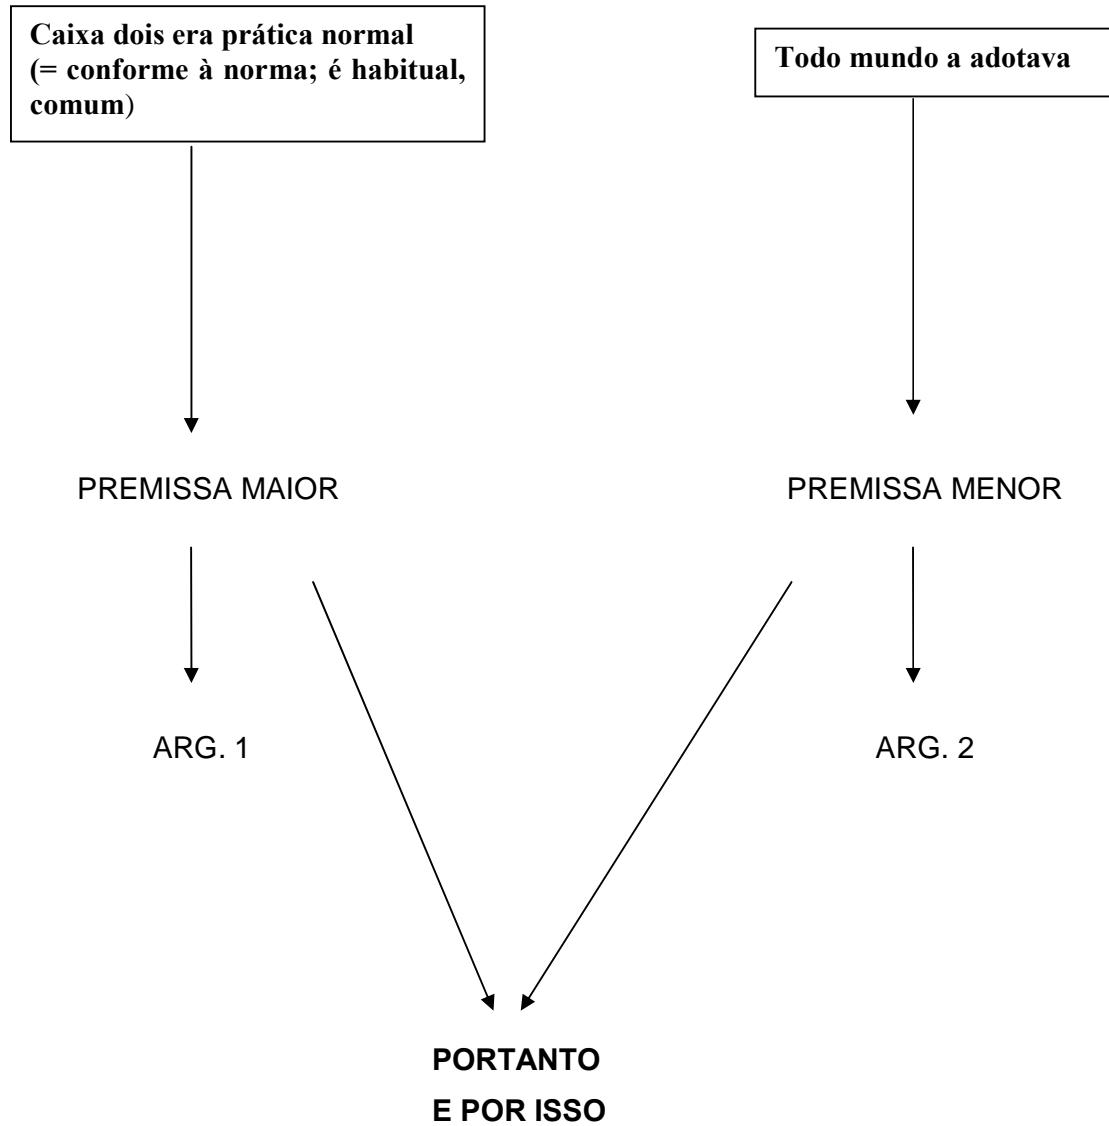 Caixa dois era prática normal
(= conforme à norma; é habitual,
comum)
Todo mundo a adotava
PREMISSA MAIOR
PREMISSA MENOR
ARG. 1
ARG. 2
PORTANTO
E POR ISSO